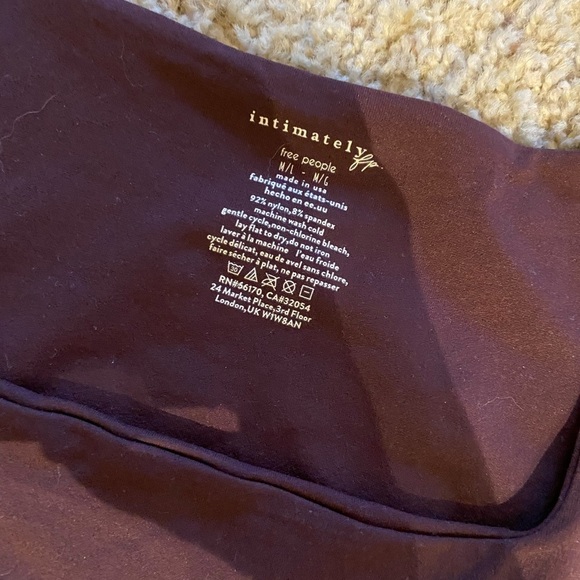 intimately fp.
free people
M/L - M/G
made in usa
fabriqué aux états-unis
hecho en ee.uu
92% nylon,8% spandex
machine wash cold
gentle cycle,non-chlorine bleach,
lay flat to dry,do not iron
laver à la machine l'eau froide
cycle délicat, eau de avel sans chlore,
faire sécher à plat, ne pas repasser
30
RN#66170, CA#32054
24 Market Place,3rd Floor
London,UK W1W8AN